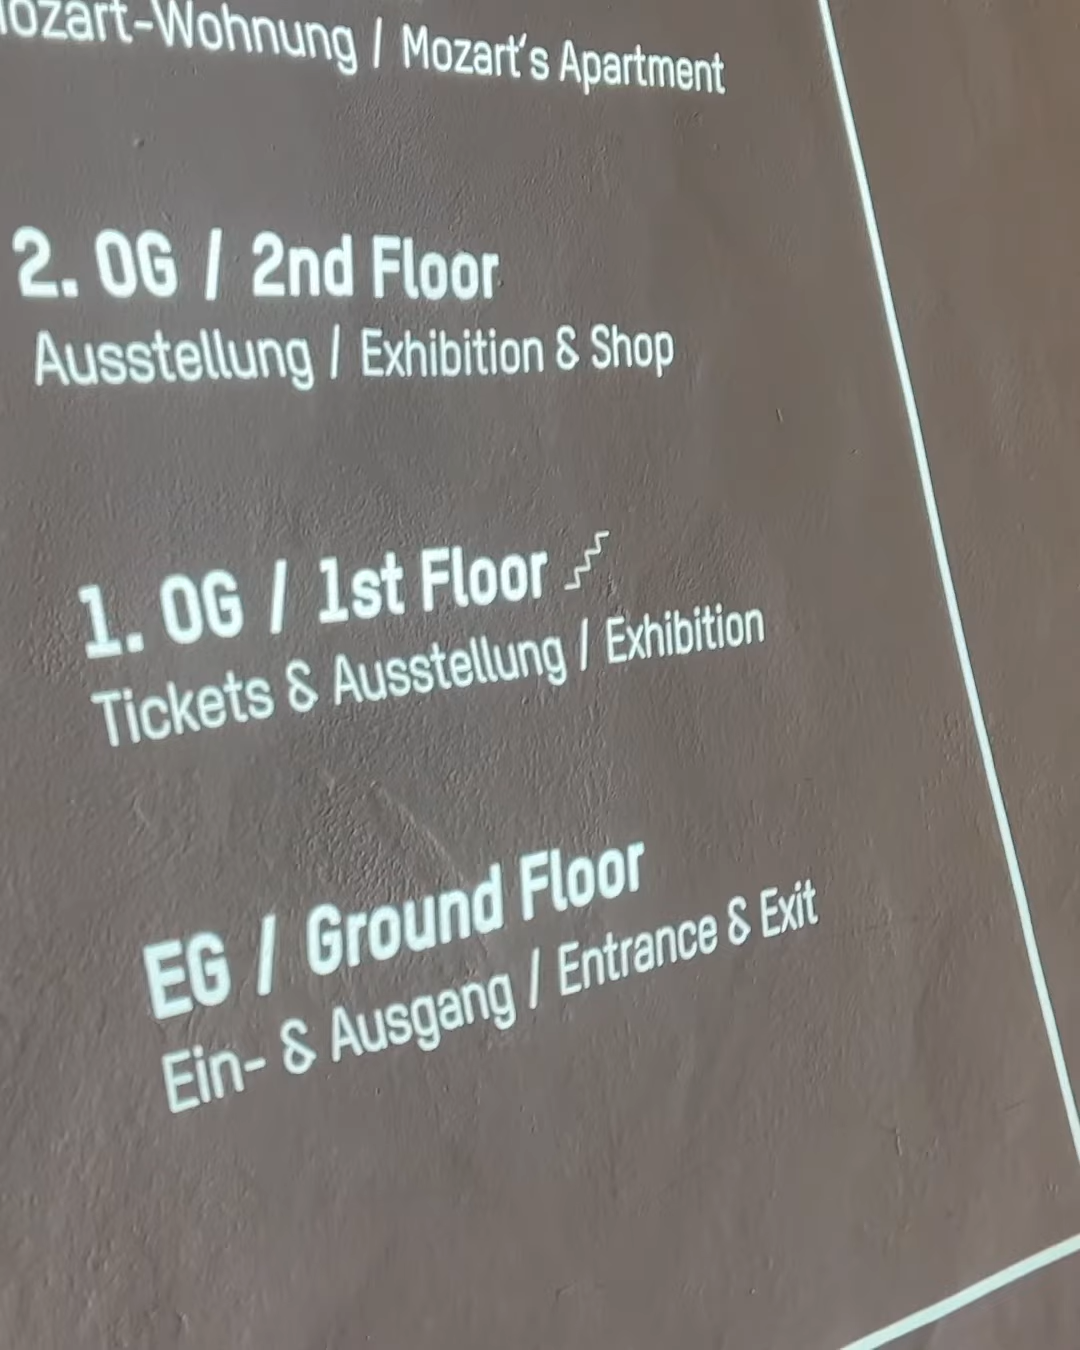 Mozart-Wohnung / Mozart's Apartment
2. OG / 2nd Floor
Ausstellung / Exhibition & Shop
1. OG / 1st Floor
Tickets & Ausstellung / Exhibition
EG / Ground Floor
Ein- & Ausgang / Entrance & Exit